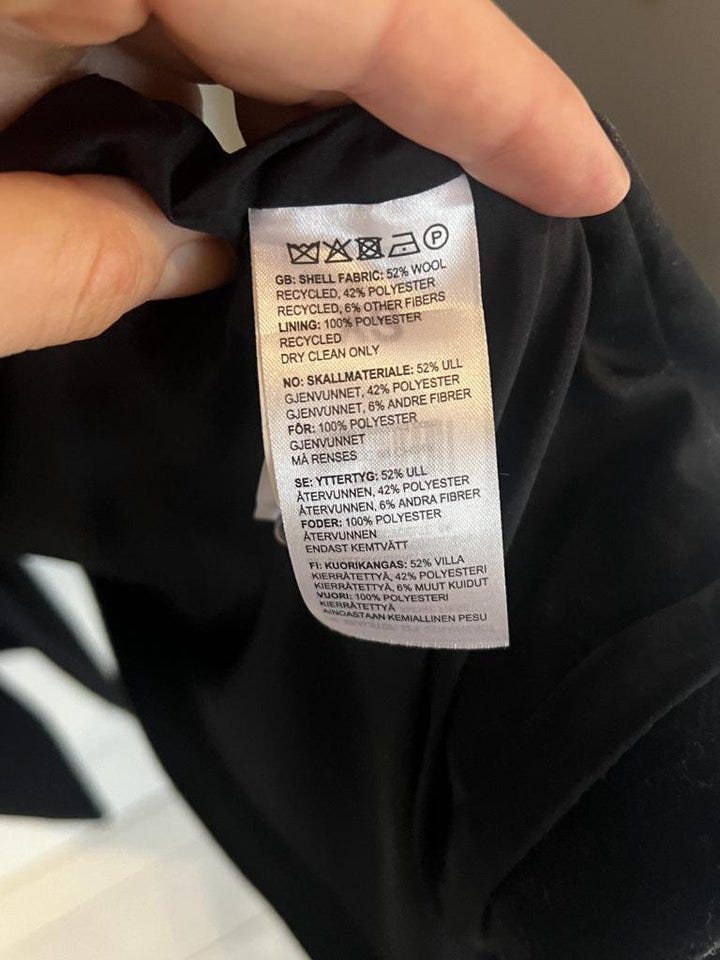 P
GB: SHELL FABRIC: 52% WOOL
RECYCLED, 42% POLYESTER
RECYCLED, 6% OTHER FIBERS
LINING: 100% POLYESTER
RECYCLED
DRY CLEAN ONLY
NO: SKALLMATERIALE: 52% ULL
GJENVUNNET, 42% POLYESTER
GJENVUNNET, 6% ANDRE FIBRER
FÔR: 100% POLYESTER
GJENVUNNET
MÅ RENSES
SE: YTTERTYG: 52% ULL
ÅTERVUNNEN, 42% POLYESTER
ÅTERVUNNEN, 6% ANDRA FIBRER
FODER: 100% POLYESTER
ÅTERVUNNEN
ENDAST KEMTVÄTT
FI: KUORIKANGAS: 52% VILLA
KIERRÄTETTYÄ, 42% POLYESTERI
KIERRÄTETTYÄ, 6% MUUT KUIDUT
VUORI: 100% POLYESTERI
KIERRÄTETTYÄ
AINOASTAAN KEMIALLINEN PESU